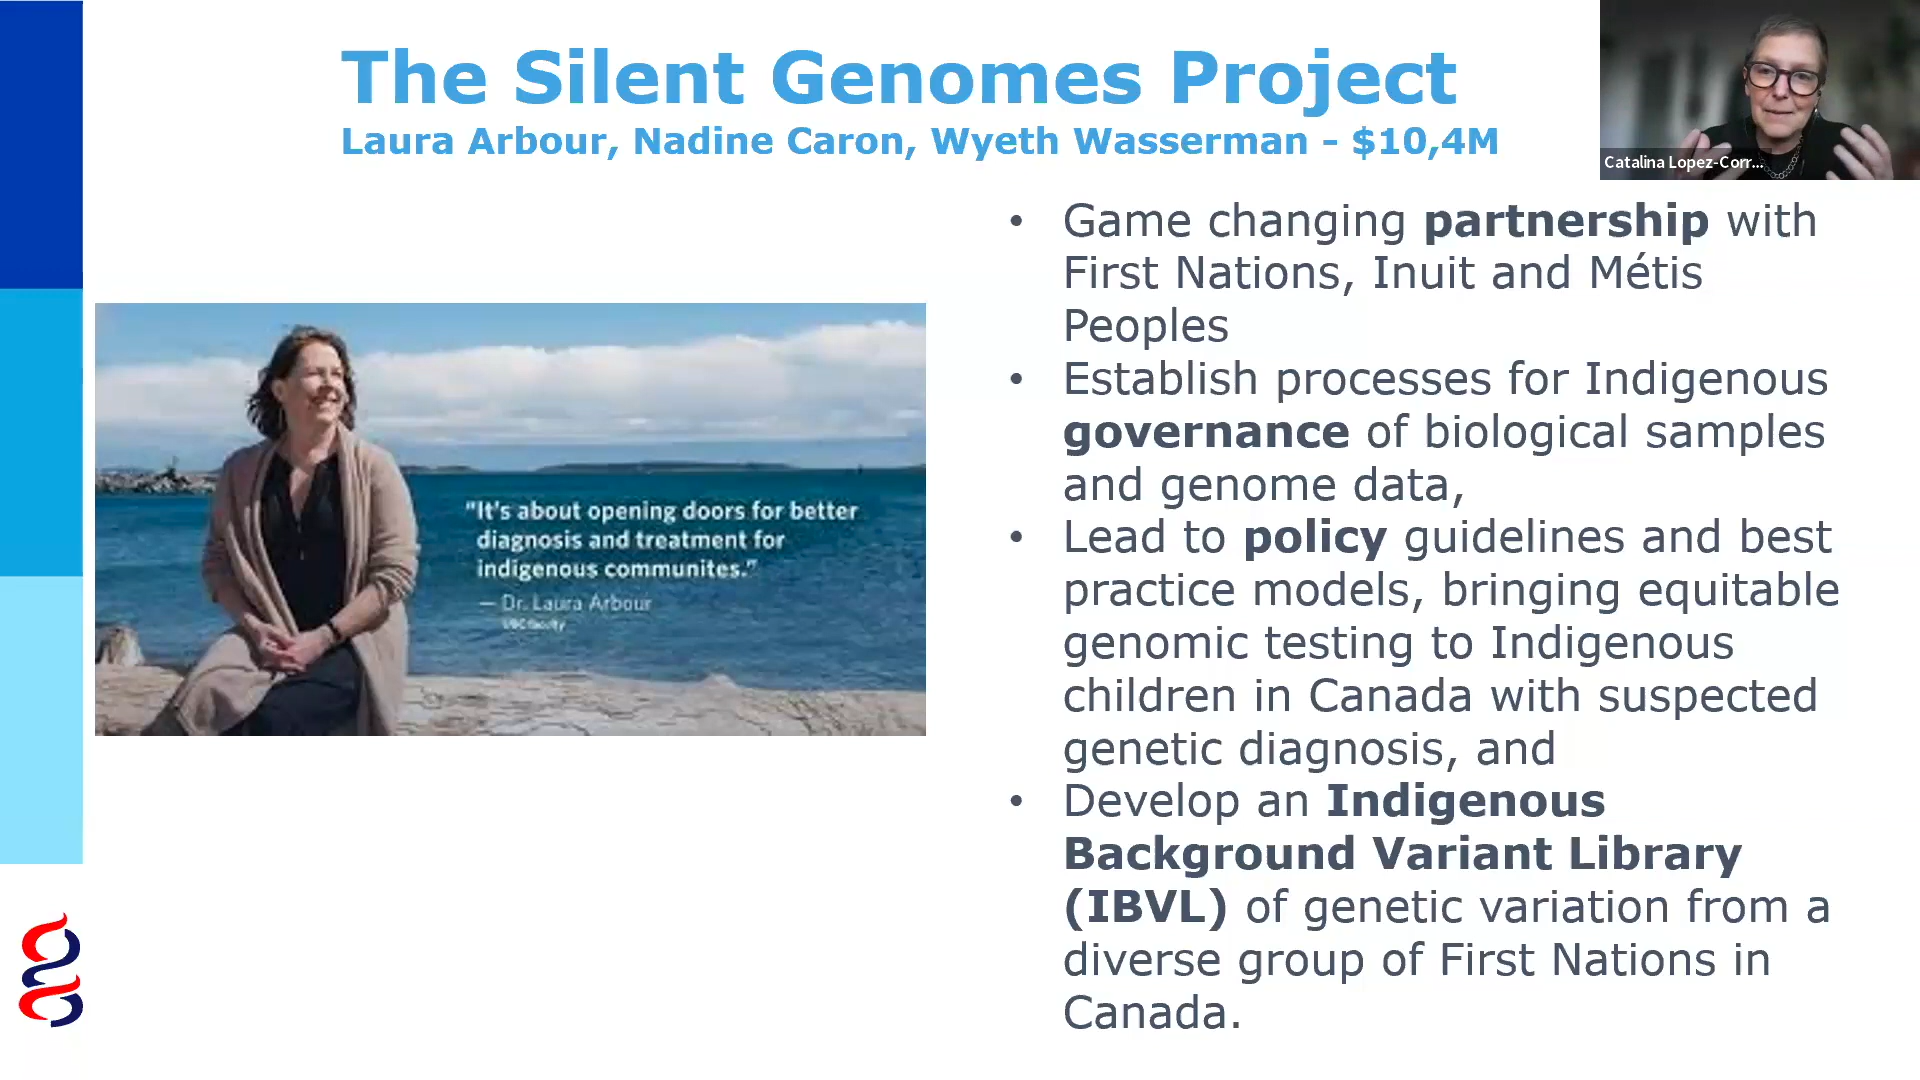 The Silent Genomes Project
Laura Arbour, Nadine Caron, Wyeth Wasserman - $10,4M
Catalina Lopez-Corr...
• Game changing partnership with
First Nations, Inuit and Métis
Peoples
• Establish processes for Indigenous
governance of biological samples
and genome data,
• Lead to policy guidelines and best
practice models, bringing equitable
genomic testing to Indigenous
children in Canada with suspected
genetic diagnosis, and
• Develop an Indigenous
Background Variant Library
(IBVL) of genetic variation from a
diverse group of First Nations in
Canada.
"It's about opening doors for better
diagnosis and treatment for
indigenous communites."
— Dr. Laura Arbour
UBC faculty